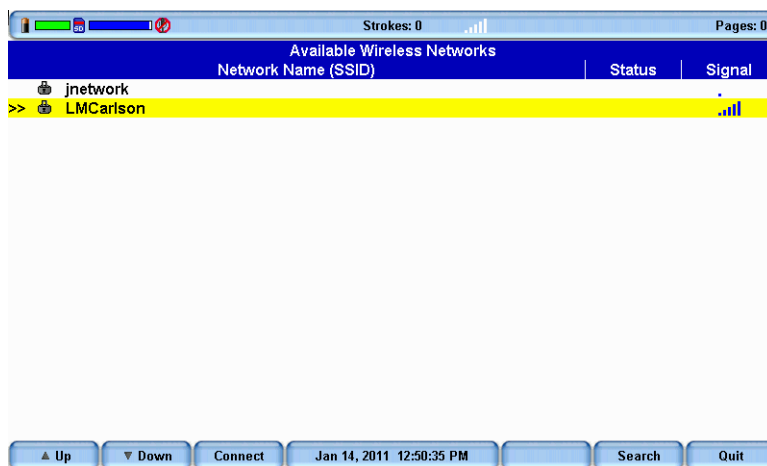 SD Strokes: 0 Pages: 0
Available Wireless Networks
Network Name (SSID) Status Signal
jnetwork
>> LMCarlson
▲ Up ▼ Down Connect Jan 14, 2011 12:50:35 PM Search Quit